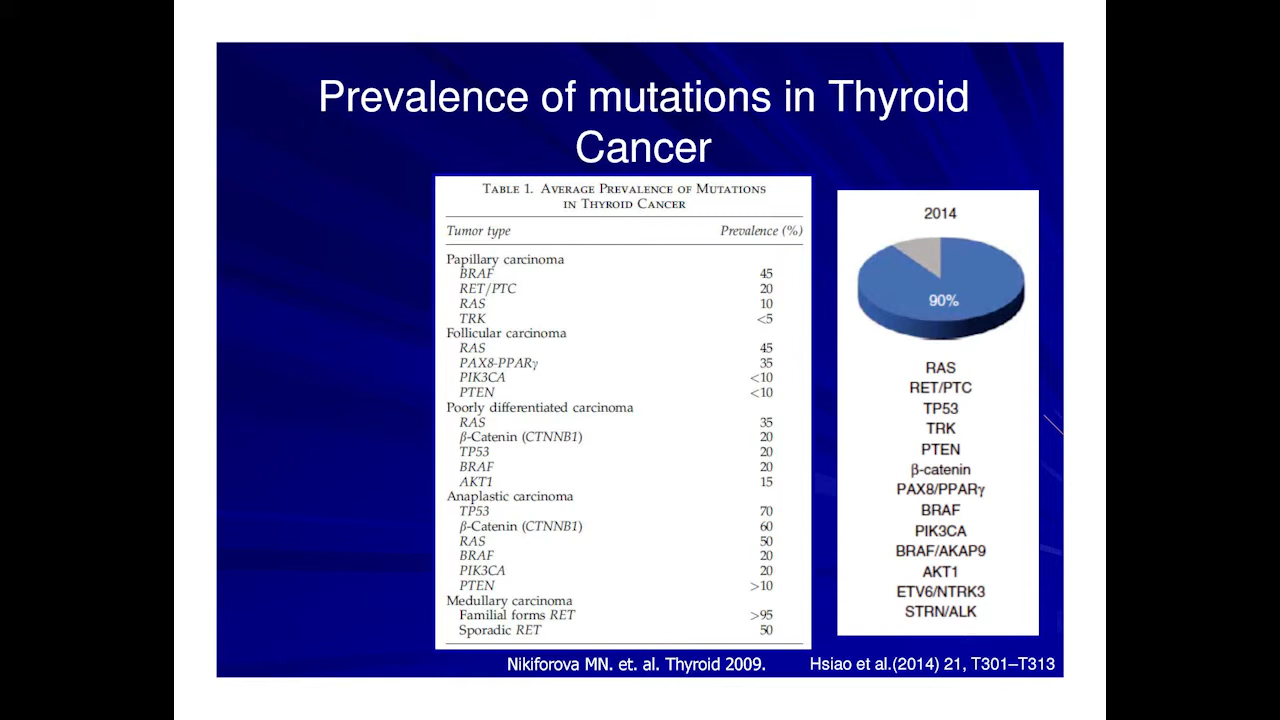 Prevalence of mutations in Thyroid
Cancer
TABLE 1. AVERAGE PREVALENCE OF MUTATIONS
IN THYROID CANCER
Tumor type Prevalence (%)
Papillary carcinoma
BRAF 45
RET/PTC 20
RAS 10
TRK <5
Follicular carcinoma
RAS 45
PAX8-PPARγ 35
PIK3CA <10
PTEN <10
Poorly differentiated carcinoma
RAS 35
β-Catenin (CTNNB1) 20
TP53 20
BRAF 20
AKT1 15
Anaplastic carcinoma
TP53 70
β-Catenin (CTNNB1) 60
RAS 50
BRAF 20
PIK3CA 20
PTEN >10
Medullary carcinoma
Familial forms RET >95
Sporadic RET 50
Nikiforova MN. et. al. Thyroid 2009.
2014
90%
RAS
RET/PTC
TP53
TRK
PTEN
β-catenin
PAX8/PPARγ
BRAF
PIK3CA
BRAF/AKAP9
AKT1
ETV6/NTRK3
STRN/ALK
Hsiao et al.(2014) 21, T301–T313